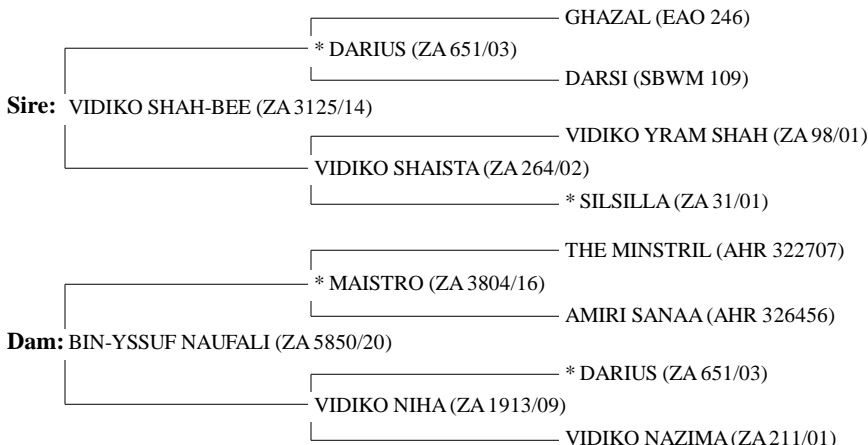 GHAZAL (EAO 246)
* DARIUS (ZA 651/03)
DARSI (SBWM 109)
Sire: VIDIKO SHAH-BEE (ZA 3125/14)
VIDIKO YRAM SHAH (ZA 98/01)
VIDIKO SHAISTA (ZA 264/02)
* SILSILLA (ZA 31/01)
THE MINSTRIL (AHR 322707)
* MAISTRO (ZA 3804/16)
AMIRI SANAA (AHR 326456)
Dam: BIN-YSSUF NAUFALI (ZA 5850/20)
* DARIUS (ZA 651/03)
VIDIKO NIHA (ZA 1913/09)
VIDIKO NAZIMA (ZA 211/01)